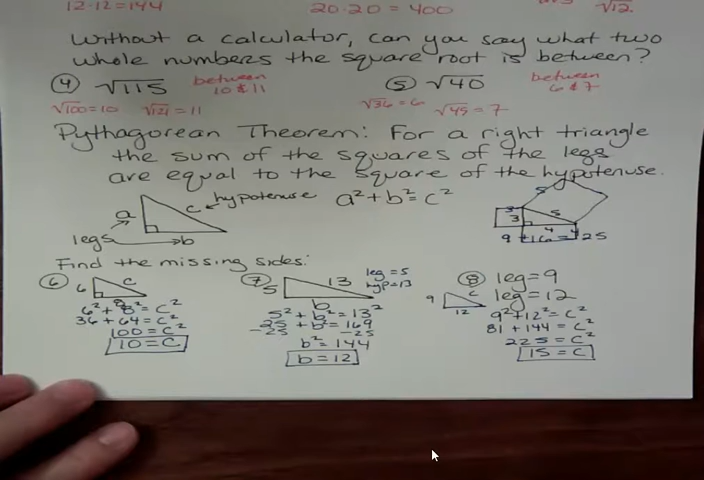 12·12=144 20·20 = 400 √12.
Without a calculator, can you say what two
whole numbers the square root is between?
④ √115 between 10 & 11 ⑤ √40 between 6 & 7
√100=10 √121=11 √36=6 √49=7
Pythagorean Theorem: For a right triangle
the sum of the squares of the legs
are equal to the square of the hypotenuse.
a c hypotenuse a²+b²=c² 5 3 3 5 4 4
legs b 9+16=25
Find the missing sides:
⑥ 6 c 8 ⑦ 5 13 b leg=5 hyp=13 ⑧ 9 c 12 leg=9
leg=12
6²+8²=C² 5²+b²=13² 9²+12²=C²
36+64=C² 25+b²=169 81+144=C²
-25 -25
100=C² b²=144 225=C²
10=C b=12 15=C